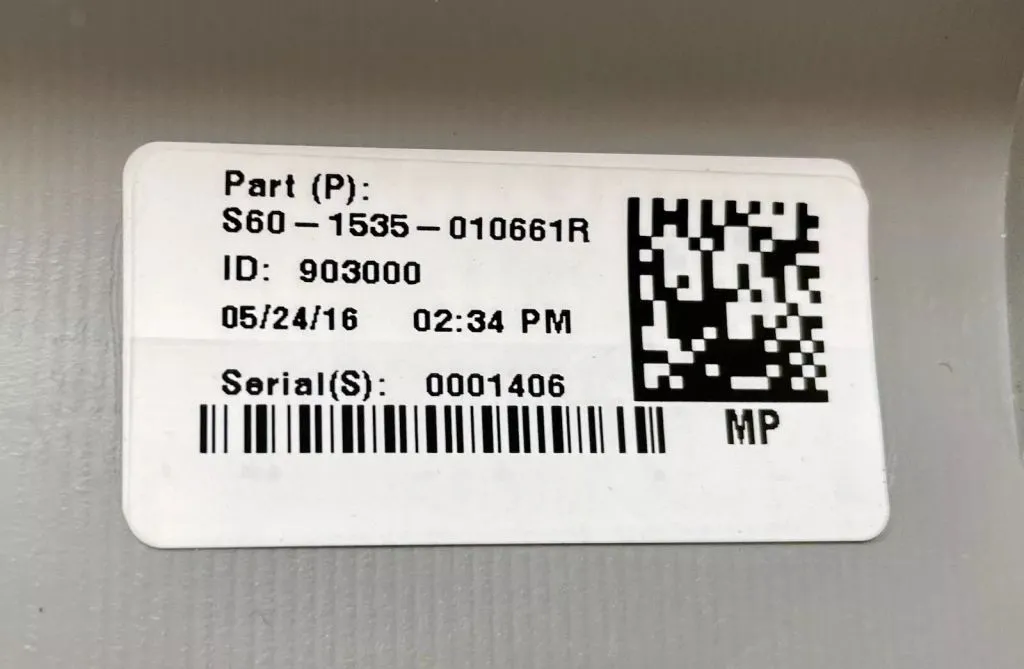 Part (P):
S60-1535-010661R
ID: 903000
05/24/16 02:34 PM
Serial(S): 0001406
MP